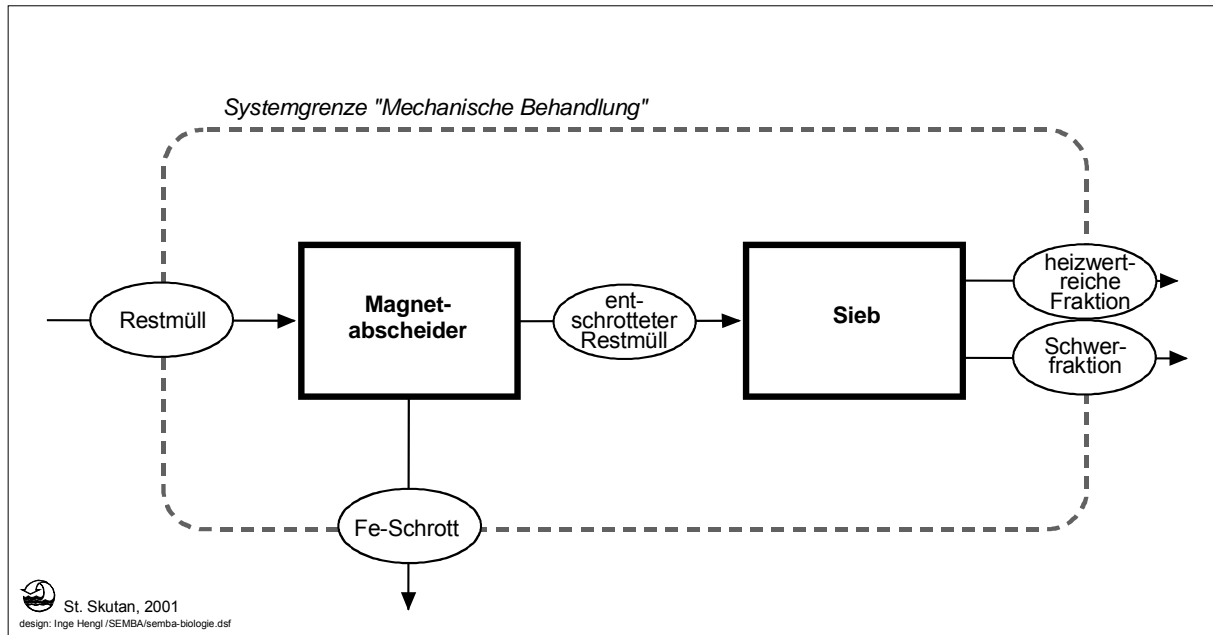 Systemgrenze "Mechanische Behandlung"
Restmüll
Magnet-
abscheider
ent-
schrotteter
Restmüll
Sieb
heizwert-
reiche
Fraktion
Schwer-
fraktion
Fe-Schrott
St. Skutan, 2001
design: Inge Hengl /SEMBA/semba-biologie.dsf